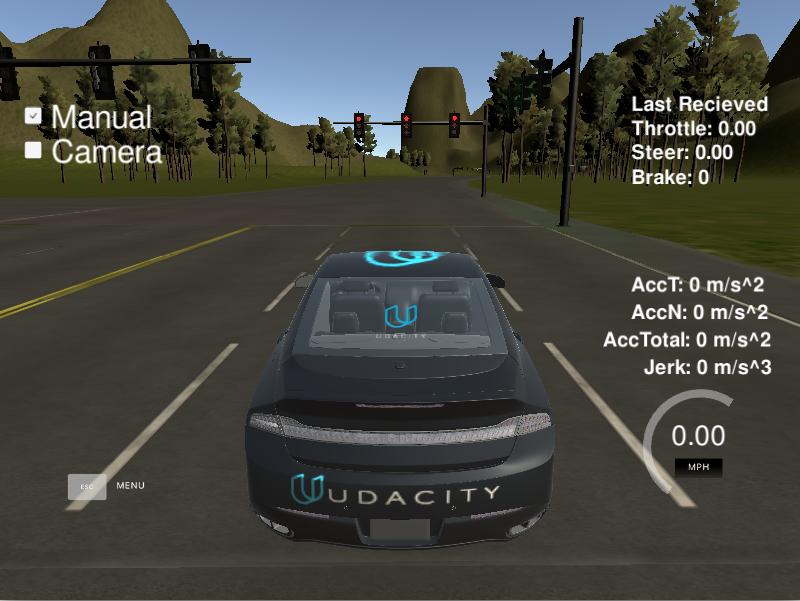 Manual
Camera
Last Recieved
Throttle: 0.00
Steer: 0.00
Brake: 0
AccT: 0 m/s^2
AccN: 0 m/s^2
AccTotal: 0 m/s^2
Jerk: 0 m/s^3
0.00
MPH
UDACITY
ESC MENU
UDACITY